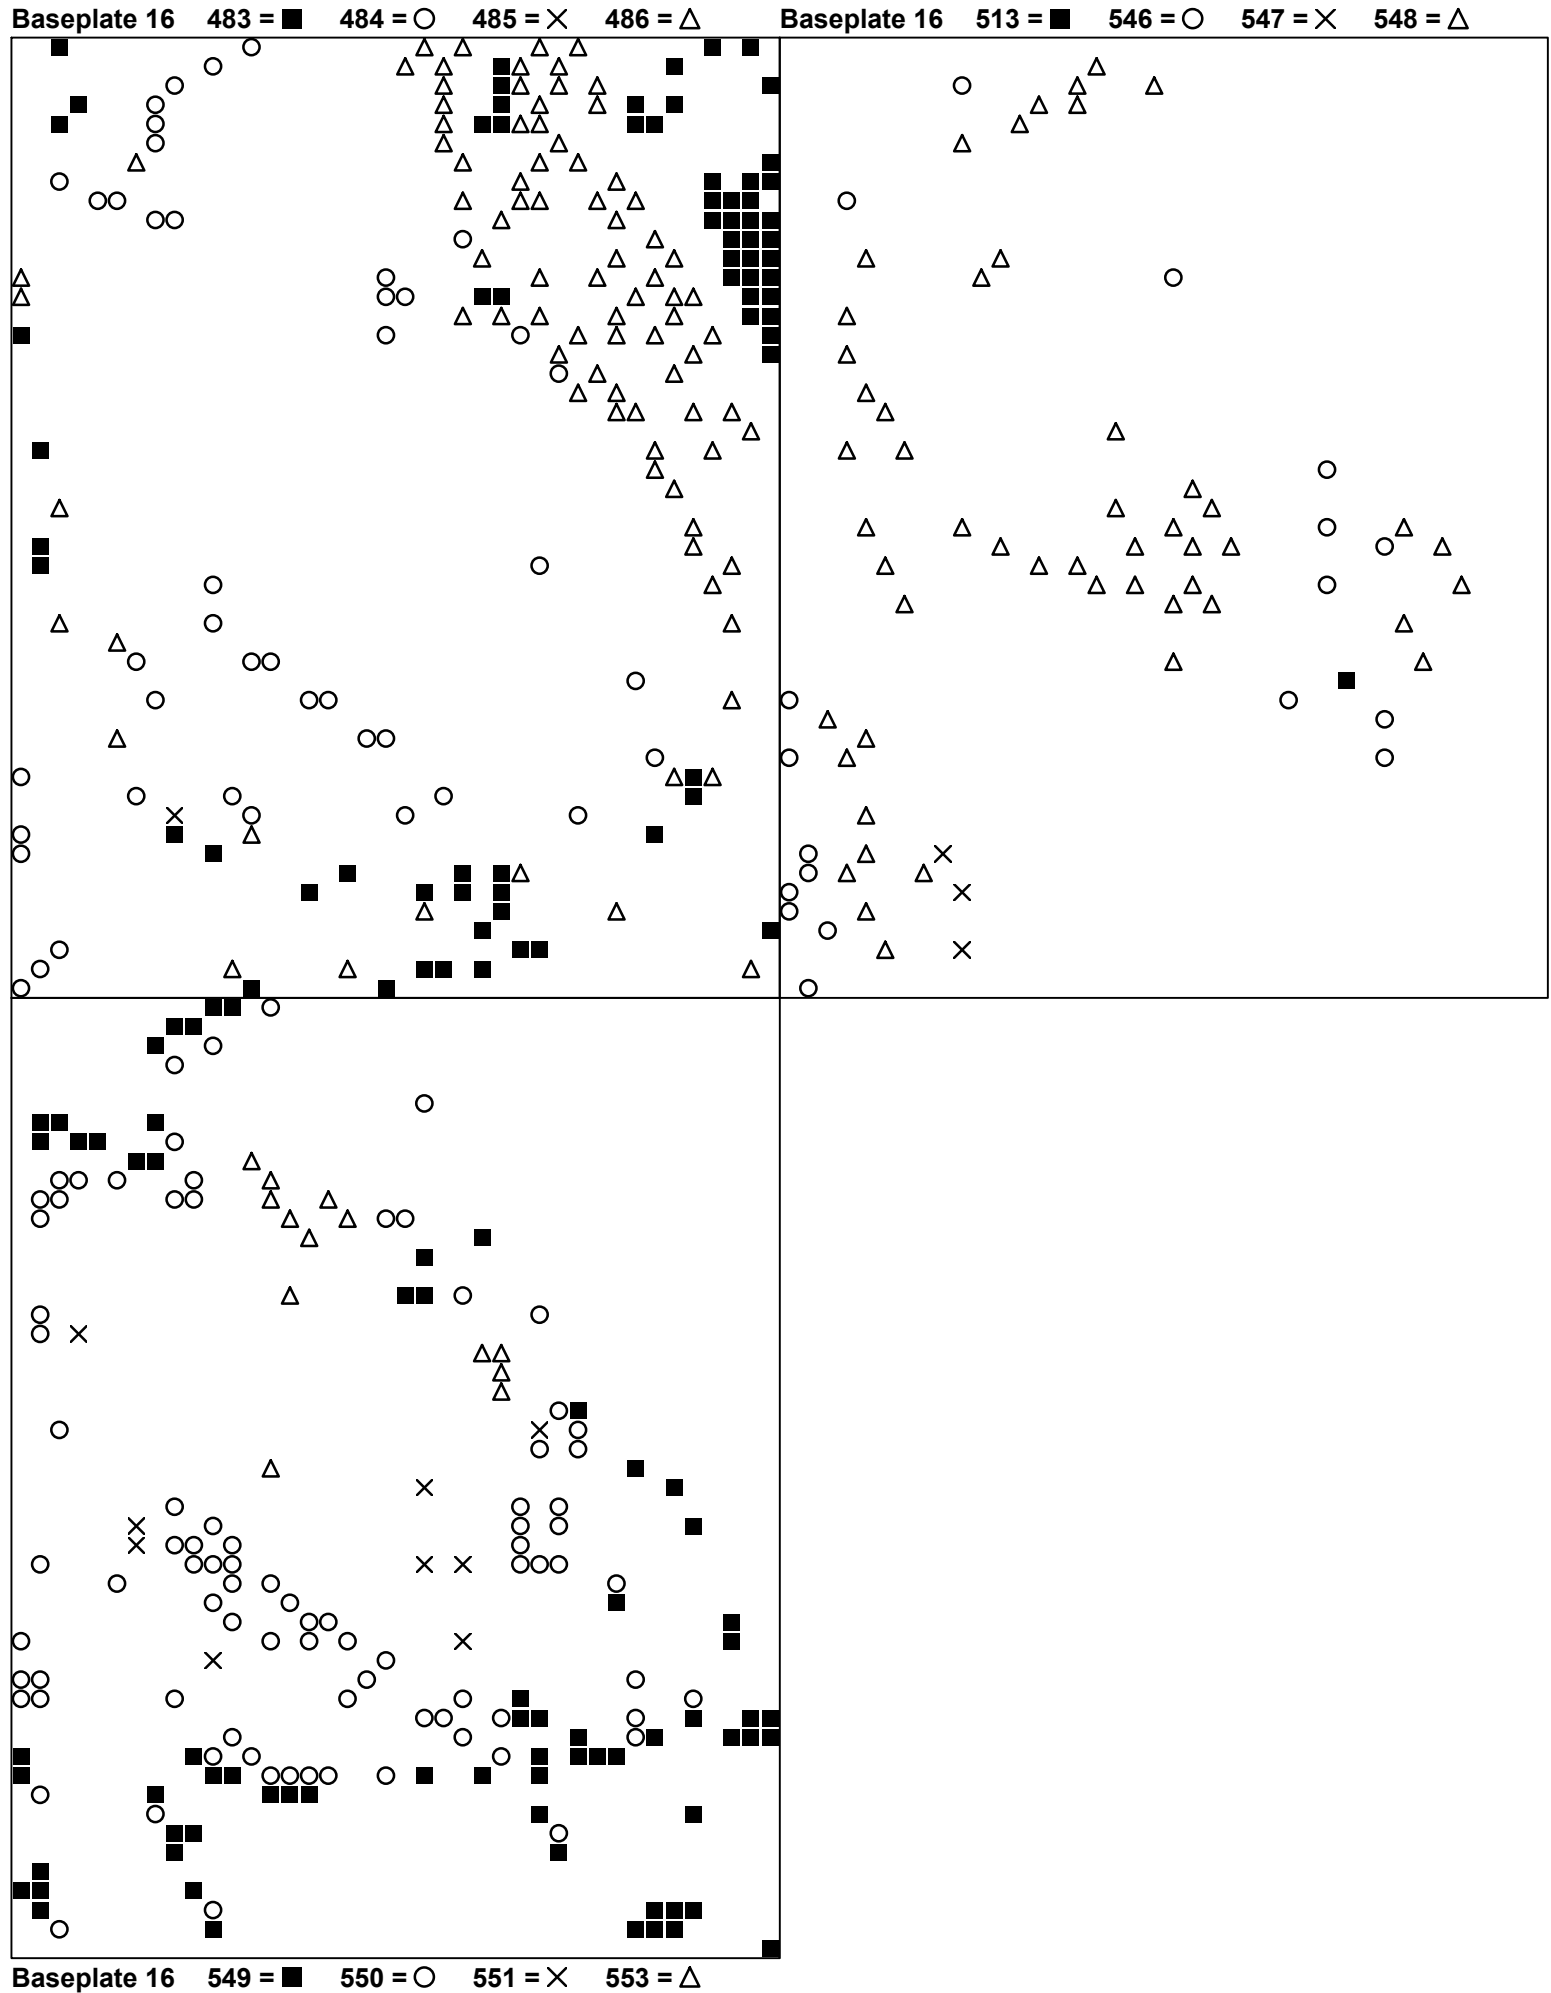 Baseplate 16 483 = ■ 484 = ○ 485 = × 486 = △
Baseplate 16 513 = ■ 546 = ○ 547 = × 548 = △
Baseplate 16 549 = ■ 550 = ○ 551 = × 553 = △